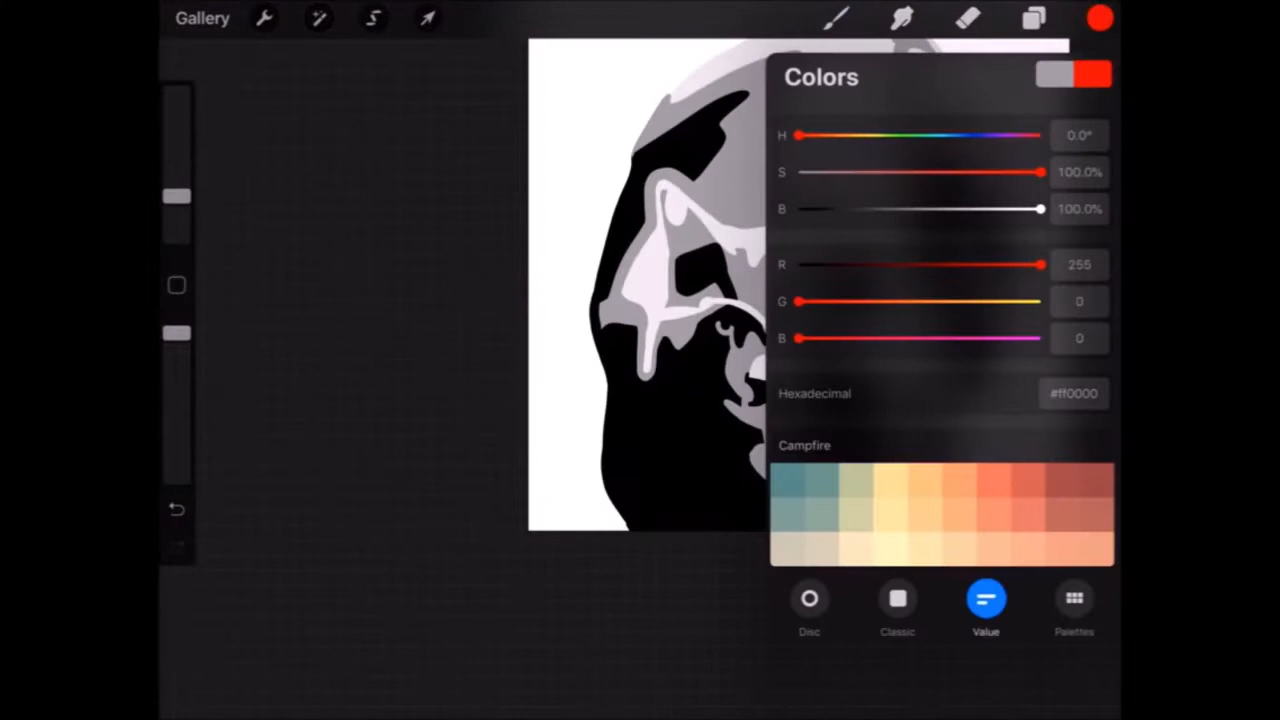 Gallery
Colors
H 0.0°
S 100.0%
B 100.0%
R 255
G 0
B 0
Hexadecimal #ff0000
Campfire
Disc Classic Value Palettes